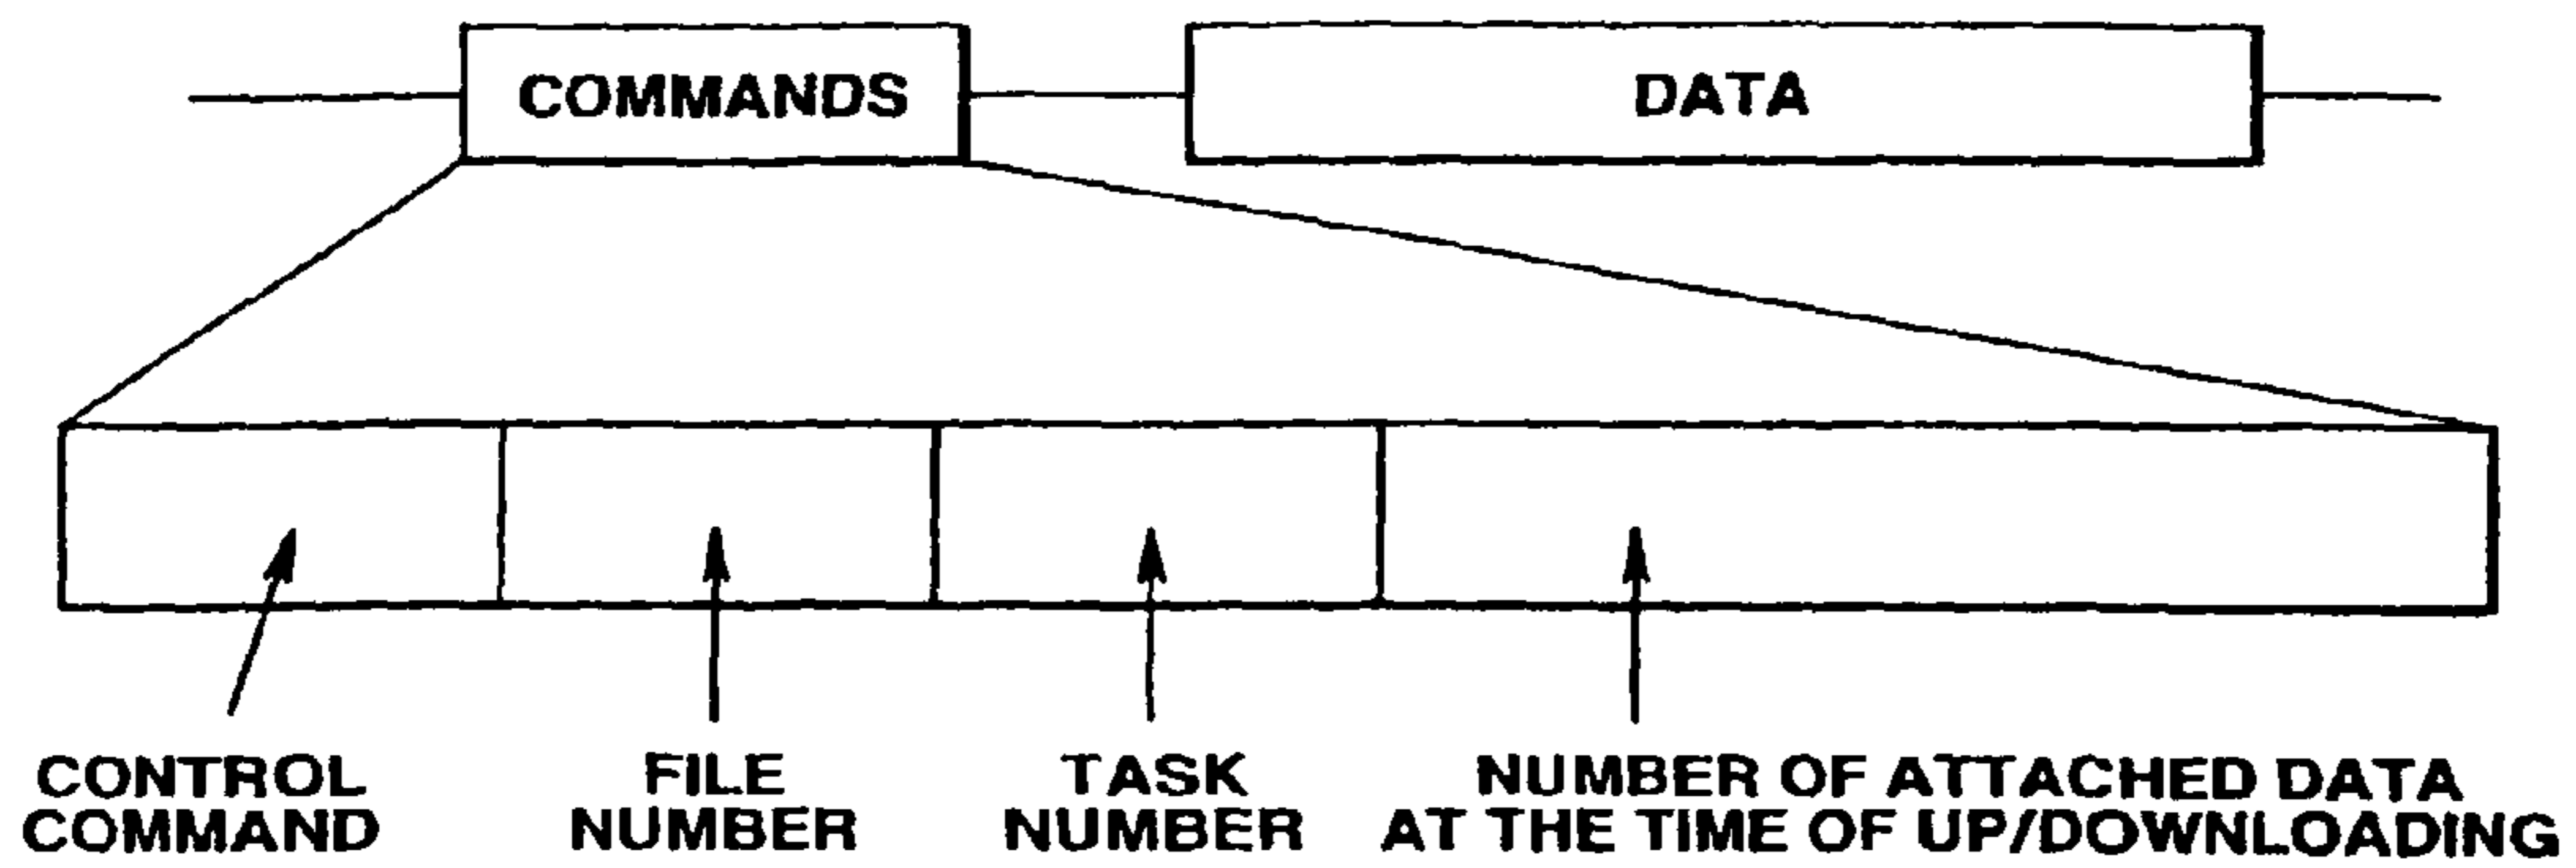 COMMANDS
DATA
CONTROL
COMMAND
FILE
NUMBER
TASK
NUMBER
NUMBER OF ATTACHED DATA
AT THE TIME OF UP/DOWNLOADING